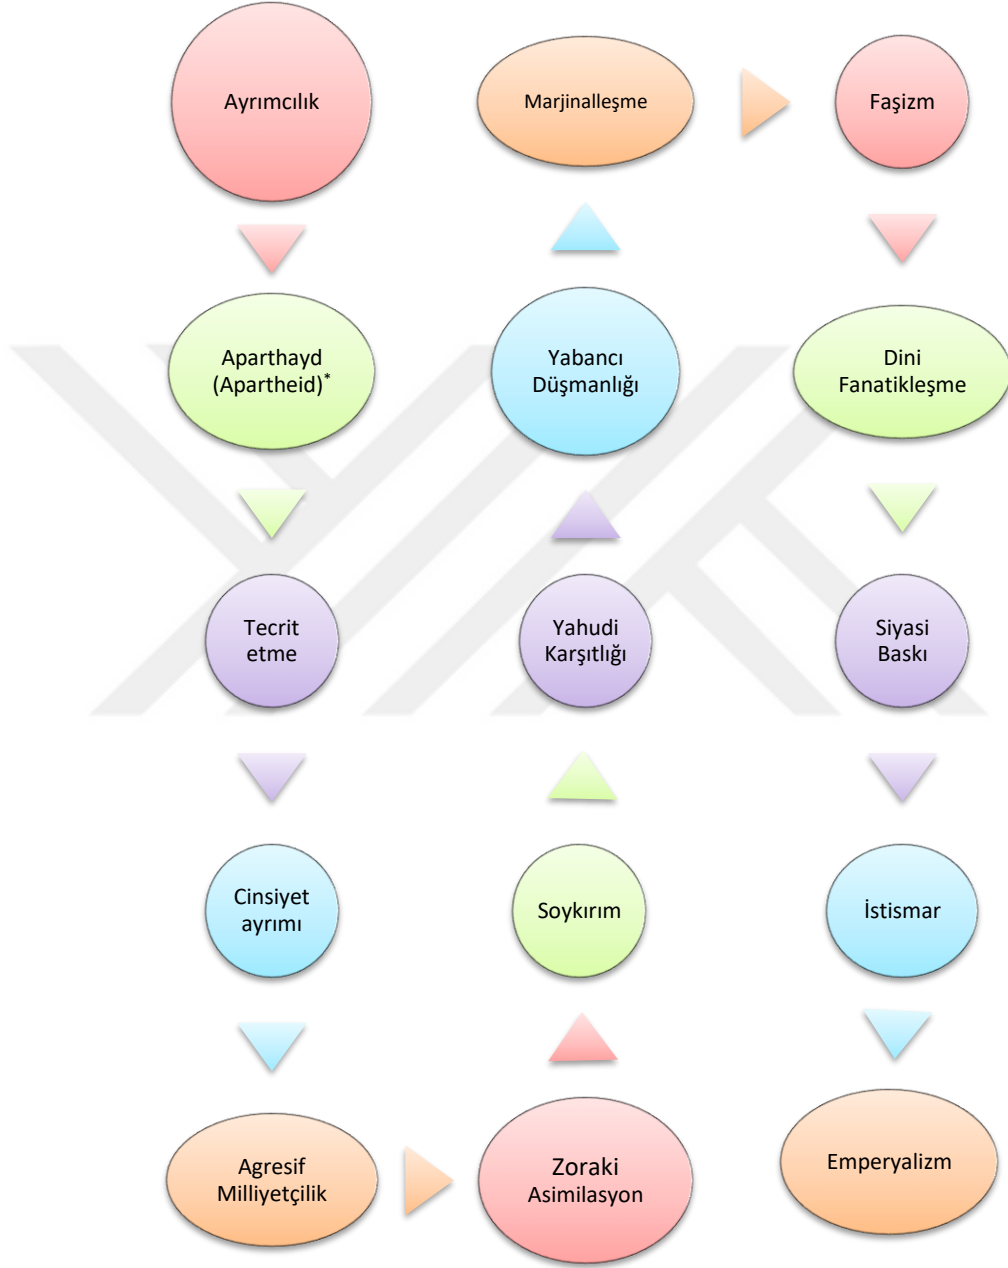 Ayrımcılık
Aparthayd
(Apartheid)*
Tecrit
etme
Cinsiyet
ayrımı
Agresif
Milliyetçilik
Zoraki
Asimilasyon
Soykırım
Yahudi
Karşıtlığı
Yabancı
Düşmanlığı
Marjinalleşme
Faşizm
Dini
Fanatikleşme
Siyasi
Baskı
İstismar
Emperyalizm